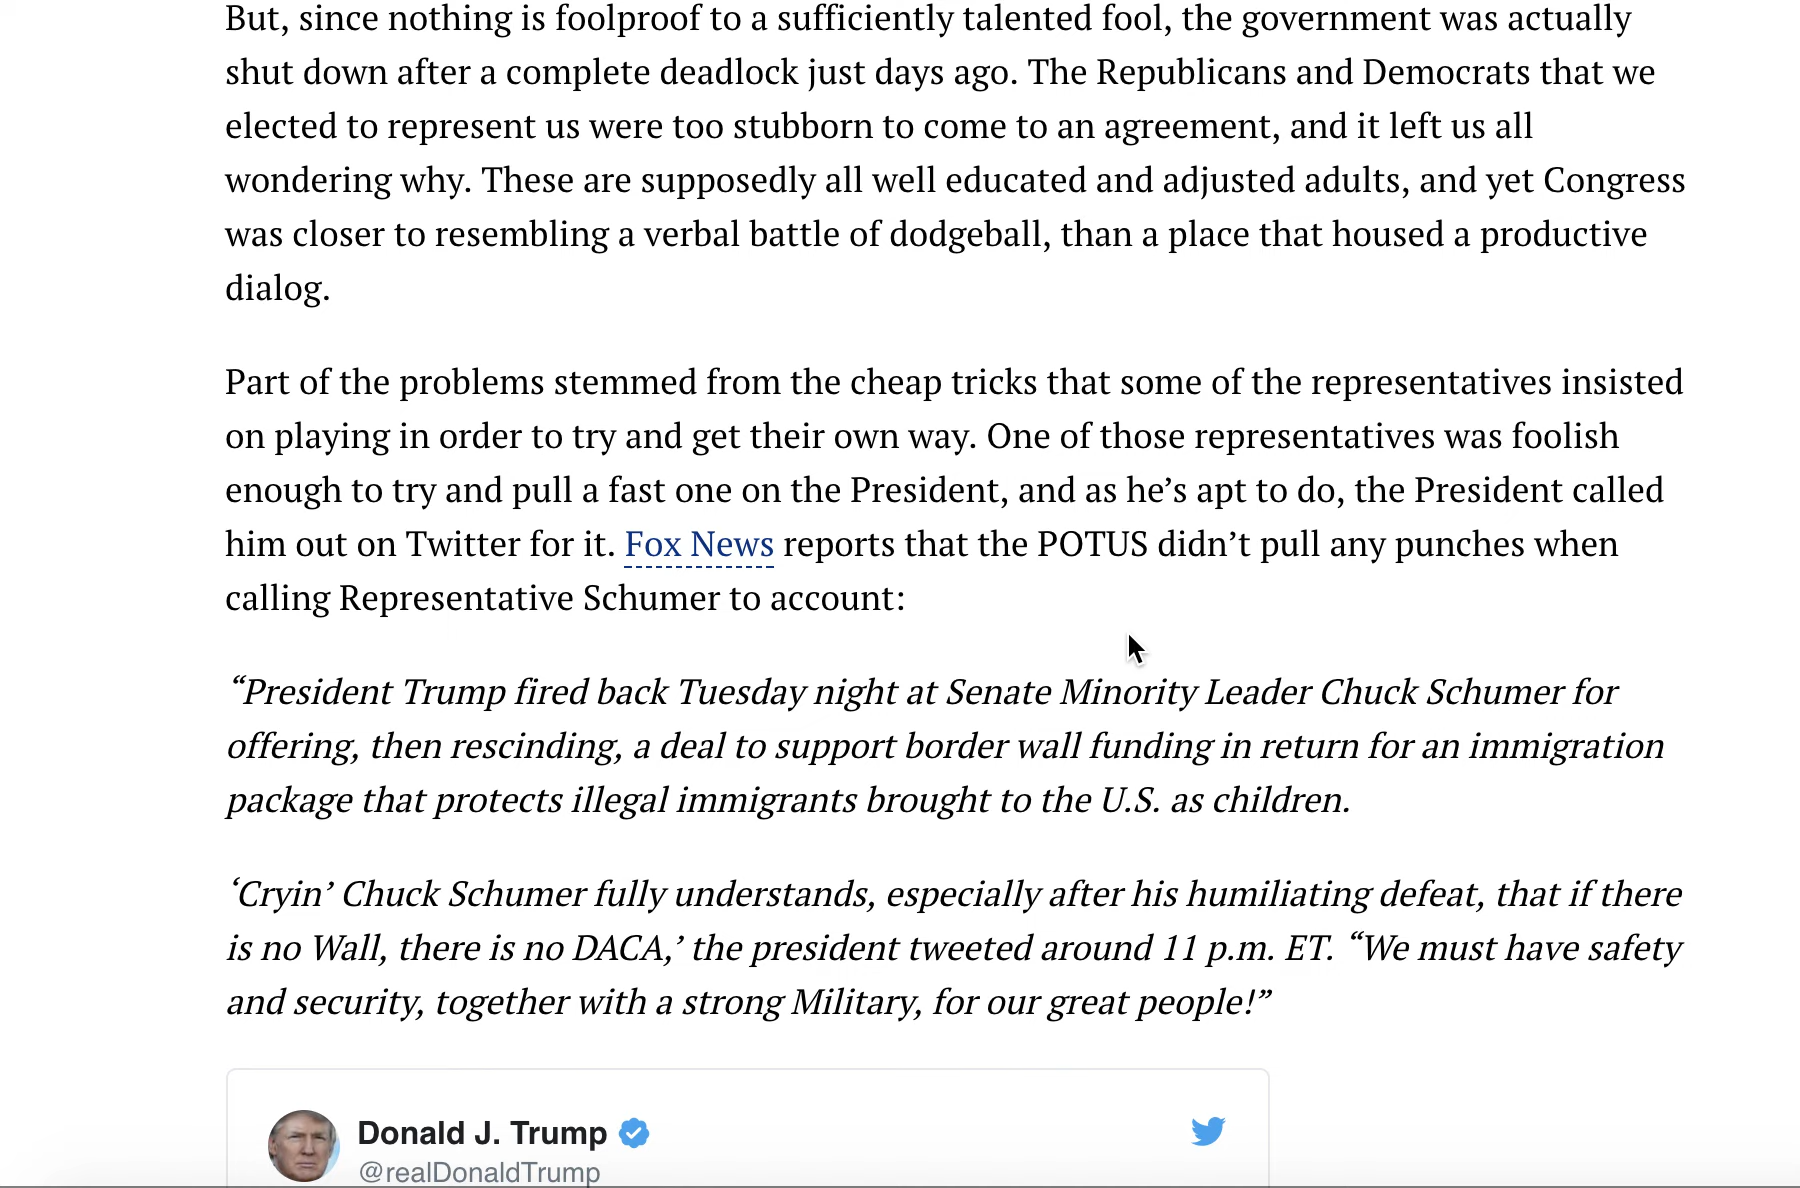 But, since nothing is foolproof to a sufficiently talented fool, the government was actually
shut down after a complete deadlock just days ago. The Republicans and Democrats that we
elected to represent us were too stubborn to come to an agreement, and it left us all
wondering why. These are supposedly all well educated and adjusted adults, and yet Congress
was closer to resembling a verbal battle of dodgeball, than a place that housed a productive
dialog.
Part of the problems stemmed from the cheap tricks that some of the representatives insisted
on playing in order to try and get their own way. One of those representatives was foolish
enough to try and pull a fast one on the President, and as he’s apt to do, the President called
him out on Twitter for it. Fox News reports that the POTUS didn’t pull any punches when
calling Representative Schumer to account:
“President Trump fired back Tuesday night at Senate Minority Leader Chuck Schumer for
offering, then rescinding, a deal to support border wall funding in return for an immigration
package that protects illegal immigrants brought to the U.S. as children.
‘Cryin’ Chuck Schumer fully understands, especially after his humiliating defeat, that if there
is no Wall, there is no DACA,’ the president tweeted around 11 p.m. ET. “We must have safety
and security, together with a strong Military, for our great people!”
Donald J. Trump
@realDonaldTrump